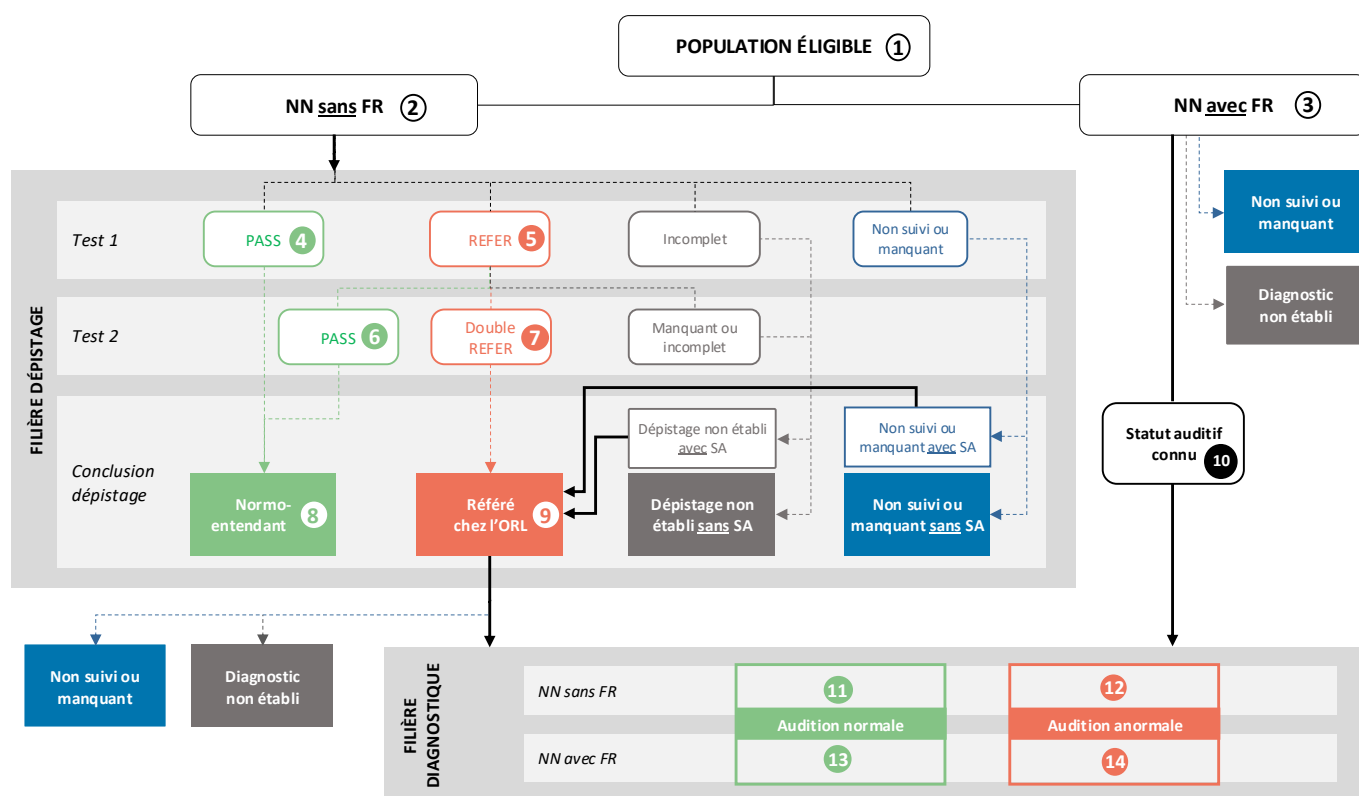 POPULATION ÉLIGIBLE 1
NN sans FR 2
NN avec FR 3
FILIÈRE DÉPISTAGE
Test 1
PASS 4
REFER 5
Incomplet
Non suivi ou
manquant
Non suivi ou
manquant
Diagnostic
non établi
Test 2
PASS 6
Double
REFER 7
Manquant ou
incomplet
Conclusion
dépistage
Normo-
entendant 8
Référé
chez l'ORL 9
Dépistage non établi
avec SA
Dépistage non
établi sans SA
Non suivi ou
manquant avec SA
Non suivi ou
manquant sans SA
Statut auditif
connu 10
Non suivi ou
manquant
Diagnostic
non établi
FILIÈRE
DIAGNOSTIQUE
NN sans FR
11
12
Audition normale
Audition anormale
NN avec FR
13
14